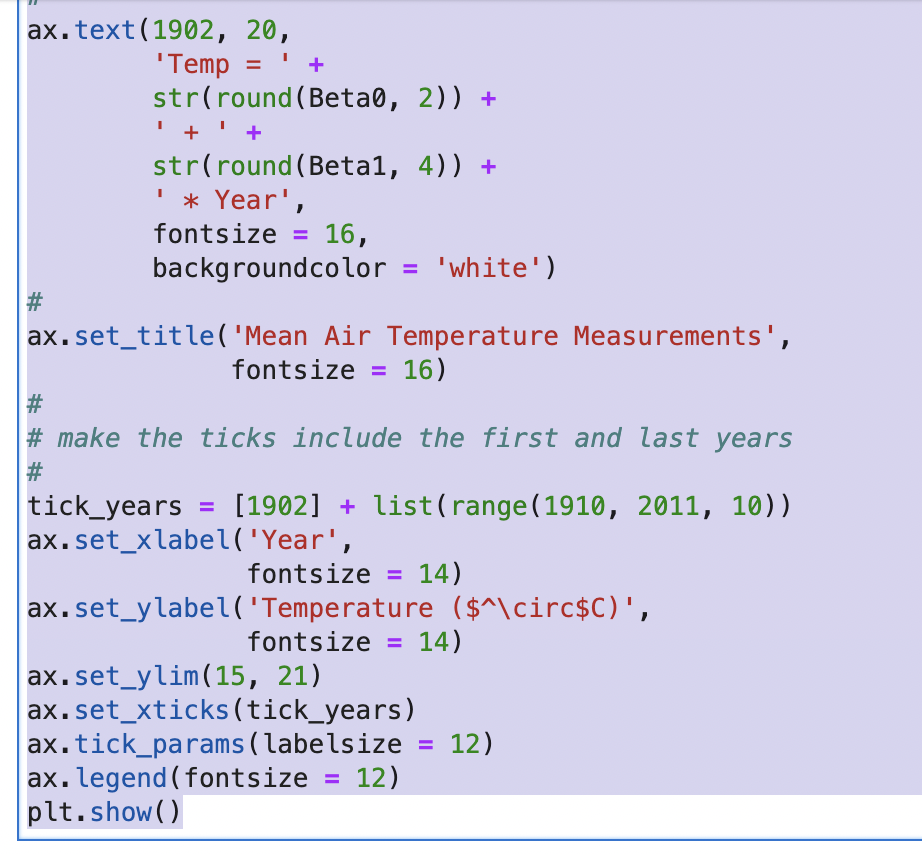 #
ax.text(1902, 20,
        'Temp = ' +
        str(round(Beta0, 2)) +
        ' + ' +
        str(round(Beta1, 4)) +
        ' * Year',
        fontsize = 16,
        backgroundcolor = 'white')
#
ax.set_title('Mean Air Temperature Measurements',
             fontsize = 16)
#
# make the ticks include the first and last years
#
tick_years = [1902] + list(range(1910, 2011, 10))
ax.set_xlabel('Year',
              fontsize = 14)
ax.set_ylabel('Temperature ($^\circ$C)',
              fontsize = 14)
ax.set_ylim(15, 21)
ax.set_xticks(tick_years)
ax.tick_params(labelsize = 12)
ax.legend(fontsize = 12)
plt.show()